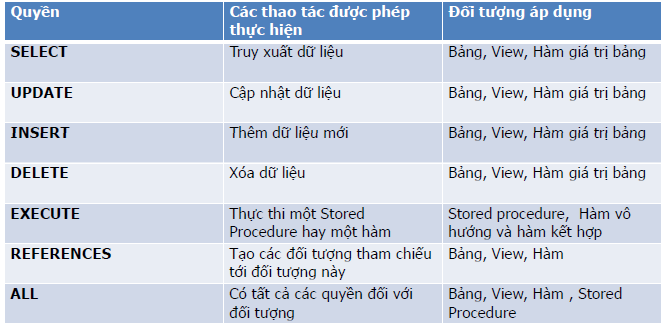 Quyền Các thao tác được phép thực hiện Đối tượng áp dụng
SELECT Truy xuất dữ liệu Bảng, View, Hàm giá trị bảng
UPDATE Cập nhật dữ liệu Bảng, View, Hàm giá trị bảng
INSERT Thêm dữ liệu mới Bảng, View, Hàm giá trị bảng
DELETE Xóa dữ liệu Bảng, View, Hàm giá trị bảng
EXECUTE Thực thi một Stored Procedure hay một hàm Stored procedure, Hàm vô hướng và hàm kết hợp
REFERENCES Tạo các đối tượng tham chiếu tới đối tượng này Bảng, View, Hàm
ALL Có tất cả các quyền đối với đối tượng Bảng, View, Hàm , Stored Procedure